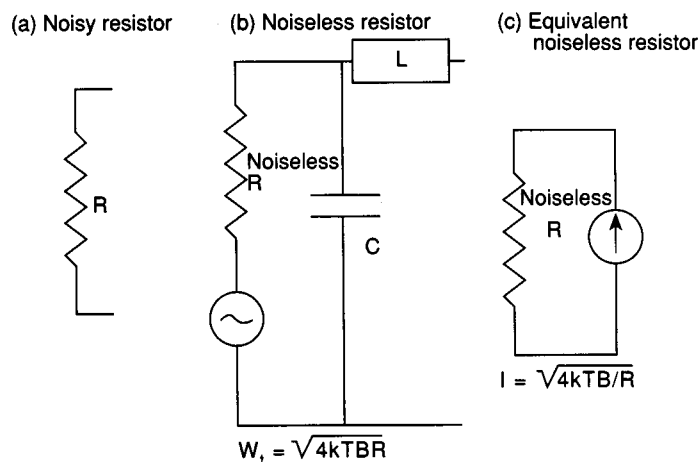 (a) Noisy resistor
R
(b) Noiseless resistor
L
Noiseless
R
C
W₊ = √4kTBR
(c) Equivalent
noiseless resistor
Noiseless
R
I = √4kTB/R